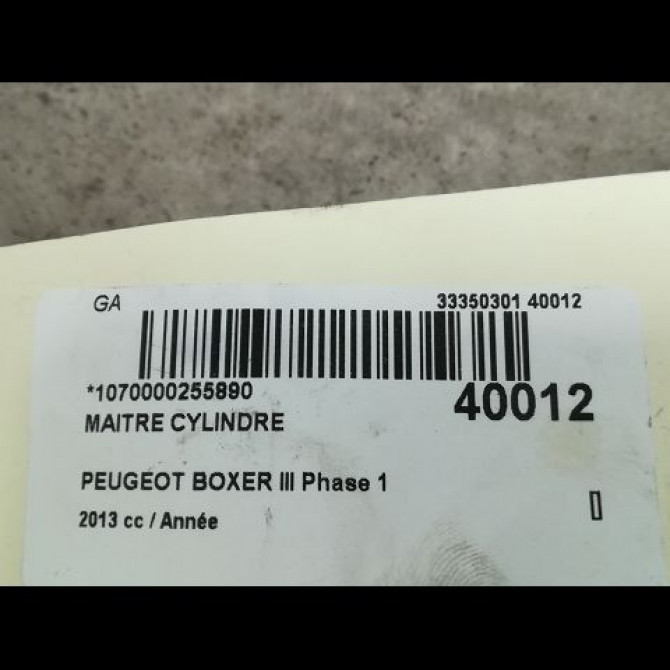 GA 33350301 40012
*1070000255890 40012
MAITRE CYLINDRE
PEUGEOT BOXER III Phase 1
2013 cc / Année